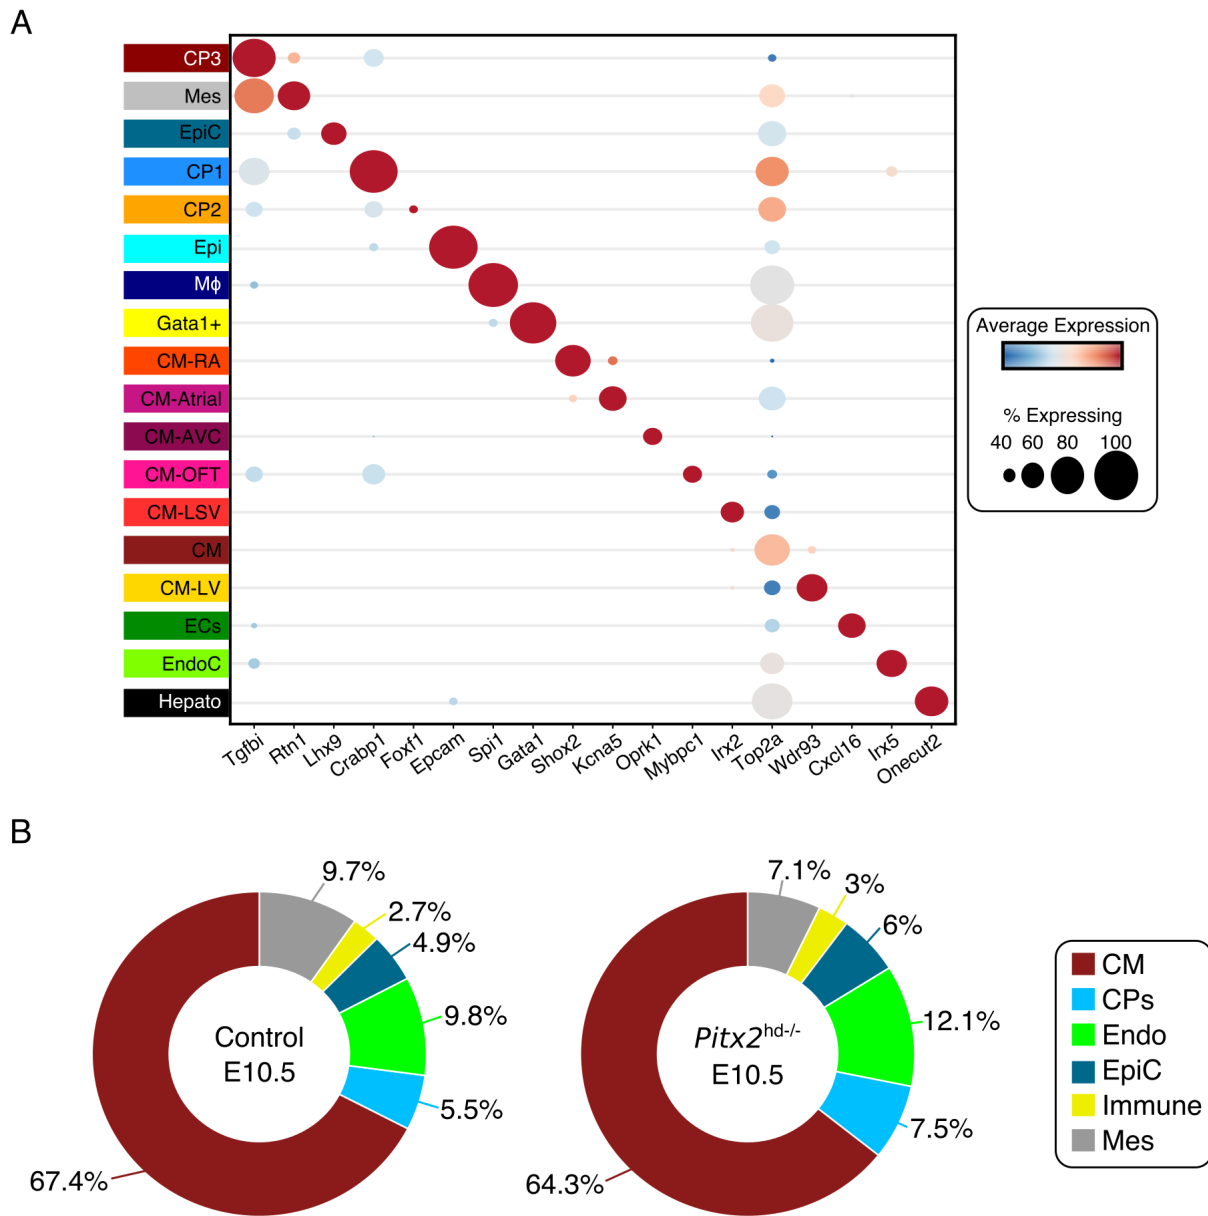 A
CP3
Mes
EpiC
CP1
CP2
Epi
Mϕ
Gata1+
CM-RA
CM-Atrial
CM-AVC
CM-OFT
CM-LSV
CM
CM-LV
ECs
EndoC
Hepato
Tgfbi Rtn1 Lhx9 Crabp1 Foxf1 Epcam Spi1 Gata1 Shox2 Kcna5 Oprk1 Mybpc1 Irx2 Top2a Wdr93 Cxcl16 Irx5 Onecut2
Average Expression
% Expressing
40 60 80 100
B
9.7%
2.7%
4.9%
9.8%
5.5%
67.4%
Control
E10.5
7.1%
3%
6%
12.1%
7.5%
64.3%
Pitx2hd-/-
E10.5
CM
CPs
Endo
EpiC
Immune
Mes